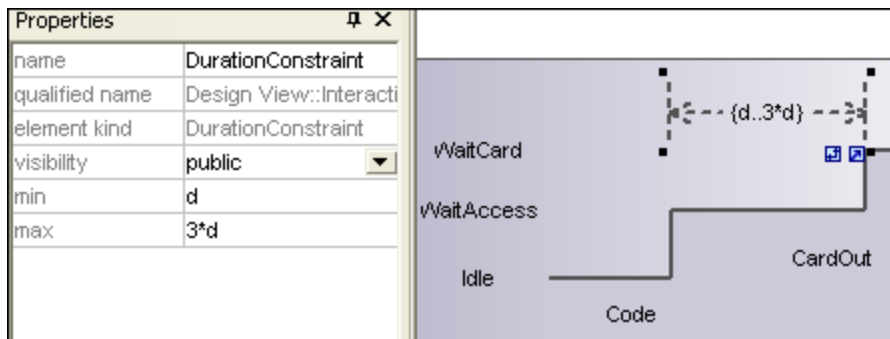 Properties
name DurationConstraint
qualified name Design View::Interacti
element kind DurationConstraint
visibility public
min d
max 3*d
{d..3*d}
WaitCard
WaitAccess
CardOut
Idle
Code